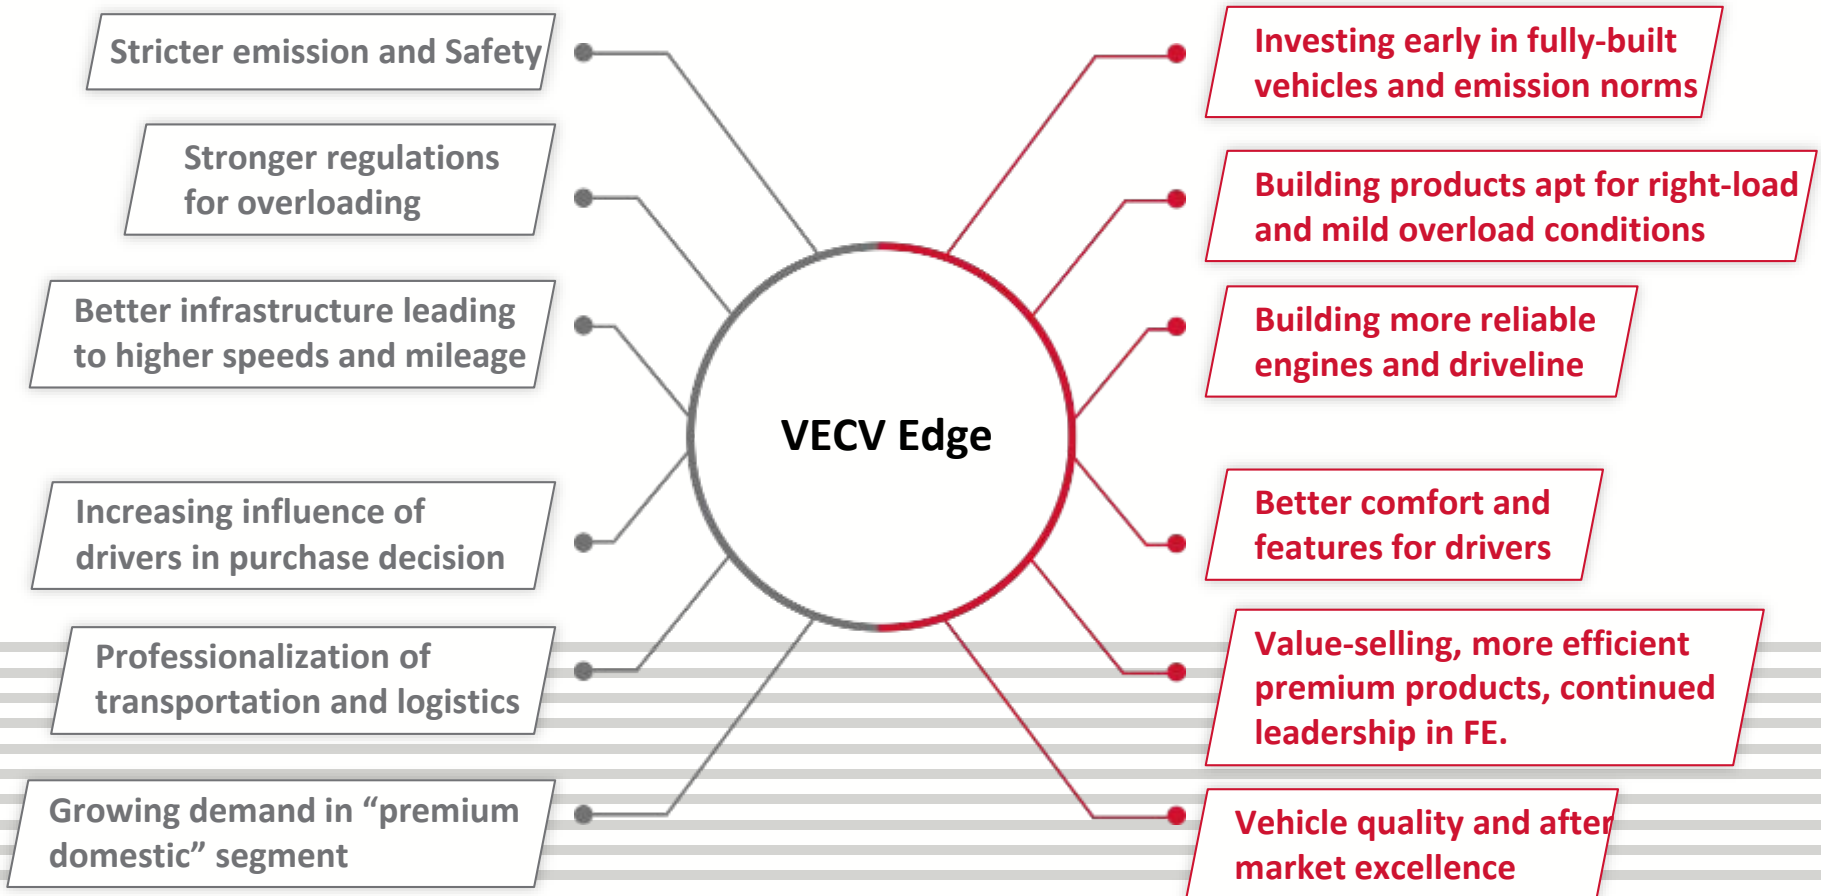 Stricter emission and Safety
Stronger regulations
for overloading
Better infrastructure leading
to higher speeds and mileage
Increasing influence of
drivers in purchase decision
Professionalization of
transportation and logistics
Growing demand in “premium
domestic” segment
VECV Edge
Investing early in fully-built
vehicles and emission norms
Building products apt for right-load
and mild overload conditions
Building more reliable
engines and driveline
Better comfort and
features for drivers
Value-selling, more efficient
premium products, continued
leadership in FE.
Vehicle quality and after
market excellence